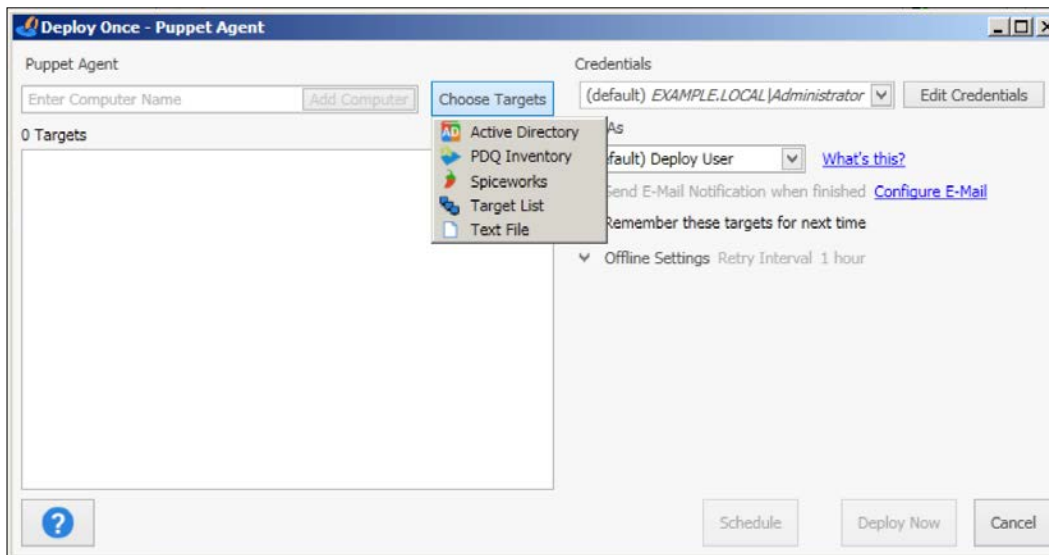 Deploy Once - Puppet Agent
Puppet Agent
Credentials
Enter Computer Name Add Computer Choose Targets (default) EXAMPLE.LOCAL\Administrator Edit Credentials
0 Targets
Active Directory
PDQ Inventory
Spiceworks
Target List
Text File
As
fault) Deploy User What's this?
Send E-Mail Notification when finished Configure E-Mail
Remember these targets for next time
Offline Settings Retry Interval 1 hour
? Schedule Deploy Now Cancel